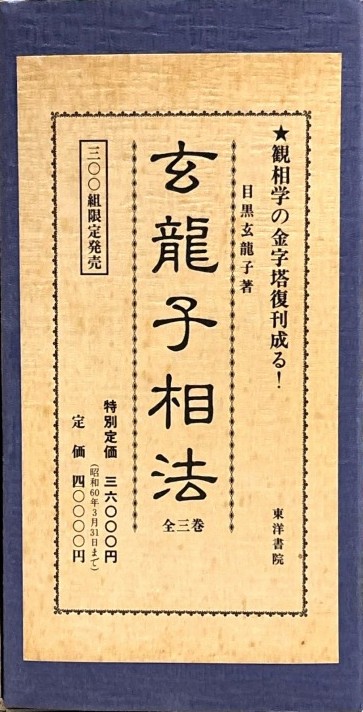 ★観相学の金字塔復刊成る！
目黒玄龍子著
東洋書院
玄龍子相法
全三巻
三〇〇組限定発売
特別定価 三六〇〇〇円
（昭和60年3月31日まで）
定価 四〇〇〇〇円